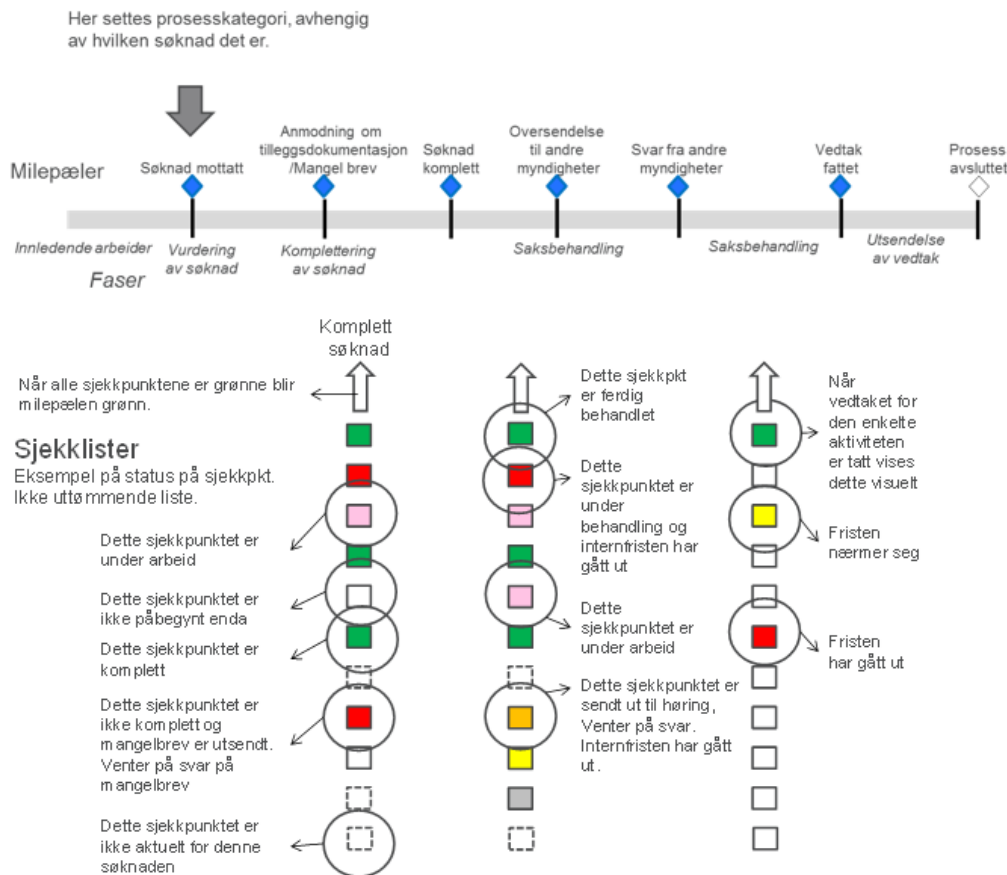 Her settes prosesskategori, avhengig
av hvilken søknad det er.
Milepæler
Søknad mottatt
Anmodning om
tilleggsdokumentasjon
/Mangel brev
Søknad
komplett
Oversendelse
til andre
myndigheter
Svar fra andre
myndigheter
Vedtak
fattet
Prosess
avsluttet
Innledende arbeider
Vurdering
av søknad
Komplettering
av søknad
Saksbehandling
Saksbehandling
Utsendelse
av vedtak
Faser
Komplett
søknad
Når alle sjekkpunktene er grønne blir
milepælen grønn.
Sjekklister
Eksempel på status på sjekkpkt.
Ikke uttømmende liste.
Dette sjekkpunktet er
under arbeid
Dette sjekkpunktet er
ikke påbegynt enda
Dette sjekkpunktet er
komplett
Dette sjekkpunktet er
ikke komplett og
mangelbrev er utsendt.
Venter på svar på
mangelbrev
Dette sjekkpunktet er
ikke aktuelt for denne
søknaden
Dette sjekkpkt
er ferdig
behandlet
Dette
sjekkpunktet er
under
behandling og
internfristen har
gått ut
Dette
sjekkpunktet er
under arbeid
Dette sjekkpunktet er
sendt ut til høring,
Venter på svar.
Internfristen har gått
ut.
Når
vedtaket for
den enkelte
aktiviteten
er tatt vises
dette visuelt
Fristen
nærmer seg
Fristen
har gått ut